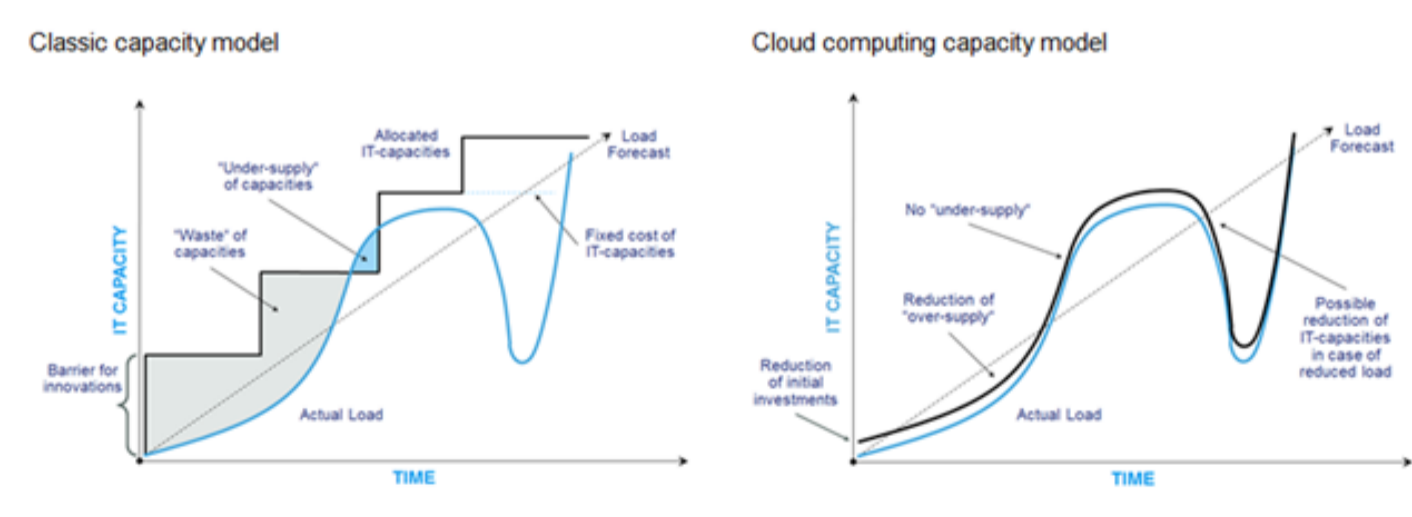 Classic capacity model
Cloud computing capacity model
Allocated
IT-capacities
Load
Forecast
"Under-supply"
of capacities
"Waste" of
capacities
Fixed cost of
IT-capacities
IT CAPACITY
Barrier for
innovations
Actual Load
TIME
Load
Forecast
No "under-supply"
Reduction of
"over-supply"
Possible
reduction of
IT-capacities
in case of
reduced load
IT CAPACITY
Reduction
of initial
investments
Actual Load
TIME